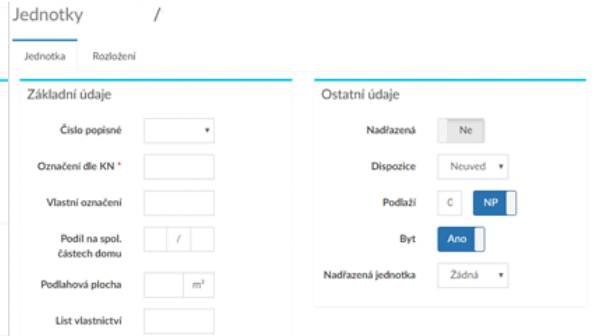 Jednotky /
Jednotka Rozložení
Základní údaje
Číslo popisné
Označení dle KN *
Vlastní označení
Podíl na spol. /
částech domu
Podlahová plocha m²
List vlastnictví
Ostatní údaje
Nadřazená Ne
Dispozice Neuved
Podlaží NP
Byt Ano
Nadřazená jednotka Žádná